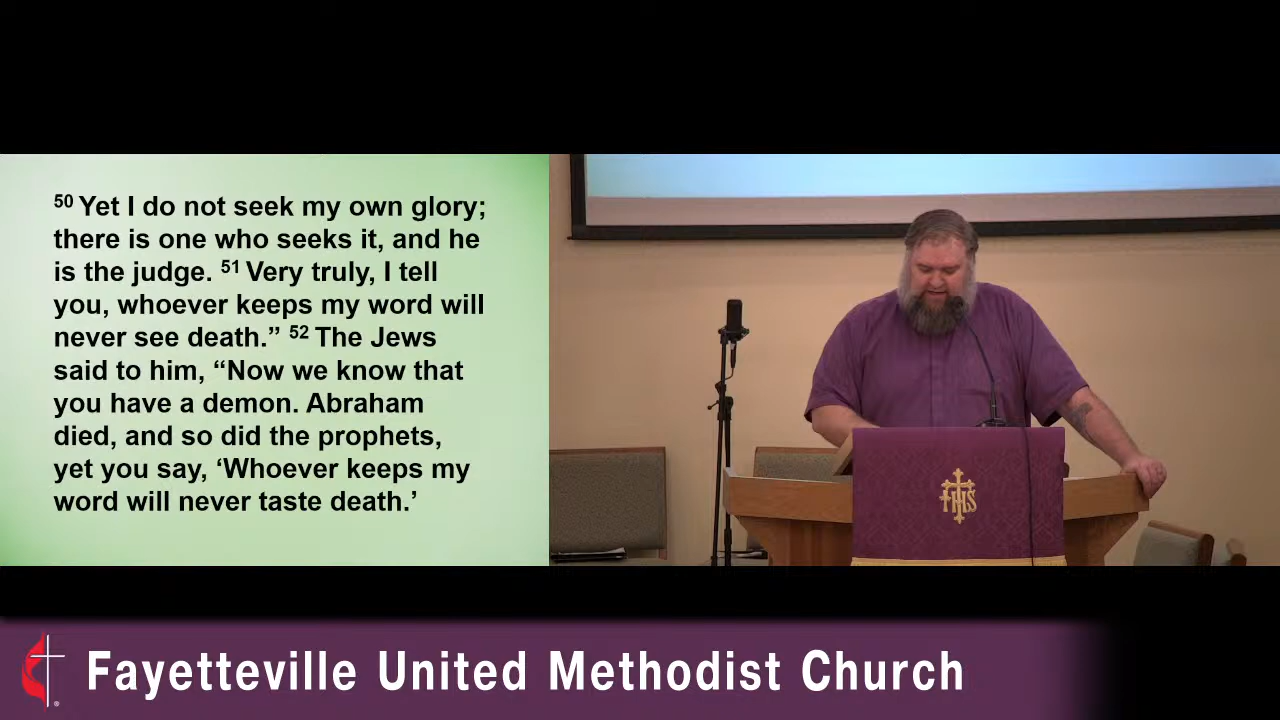 50 Yet I do not seek my own glory;
there is one who seeks it, and he
is the judge. 51 Very truly, I tell
you, whoever keeps my word will
never see death.” 52 The Jews
said to him, “Now we know that
you have a demon. Abraham
died, and so did the prophets,
yet you say, ‘Whoever keeps my
word will never taste death.’
IHS
Fayetteville United Methodist Church
®